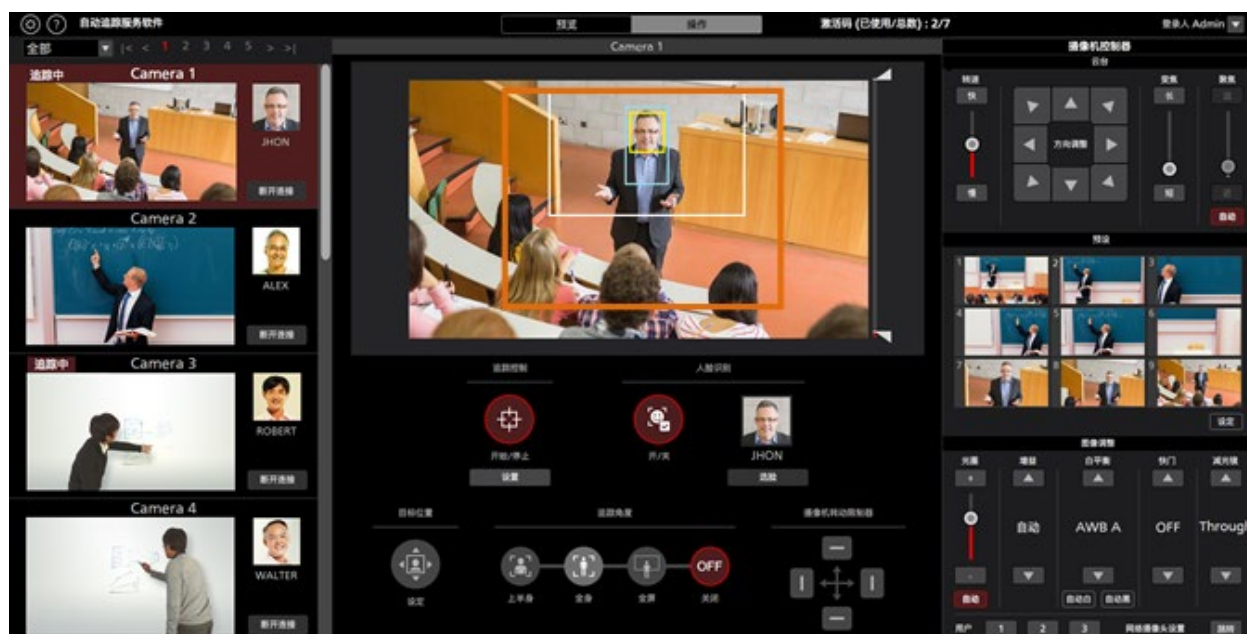 自动追踪服务软件
预览
操作
激活码 (已使用/总数) : 2/7
登录人 Admin
全部
|< < 1 2 3 4 5 > >|
Camera 1
摄像机控制器
云台
追踪中
Camera 1
JHON
断开连接
Camera 2
ALEX
断开连接
追踪中
Camera 3
ROBERT
断开连接
Camera 4
WALTER
断开连接
追踪控制
人脸识别
开始/停止
开/关
JHON
设置
选脸
目标位置
追踪角度
摄像机转动限制器
OFF
设定
上半身
全身
全屏
关闭
转速
变焦
聚焦
快
长
方向调整
慢
短
近
自动
预设
1 2 3
4 5 6
7 8 9
设定
图像调整
光圈
增益
白平衡
快门
减光镜
自动
AWB A
OFF
Through
自动
自动白
自动黑
用户
1
2
3
网络摄像头设置
跳转